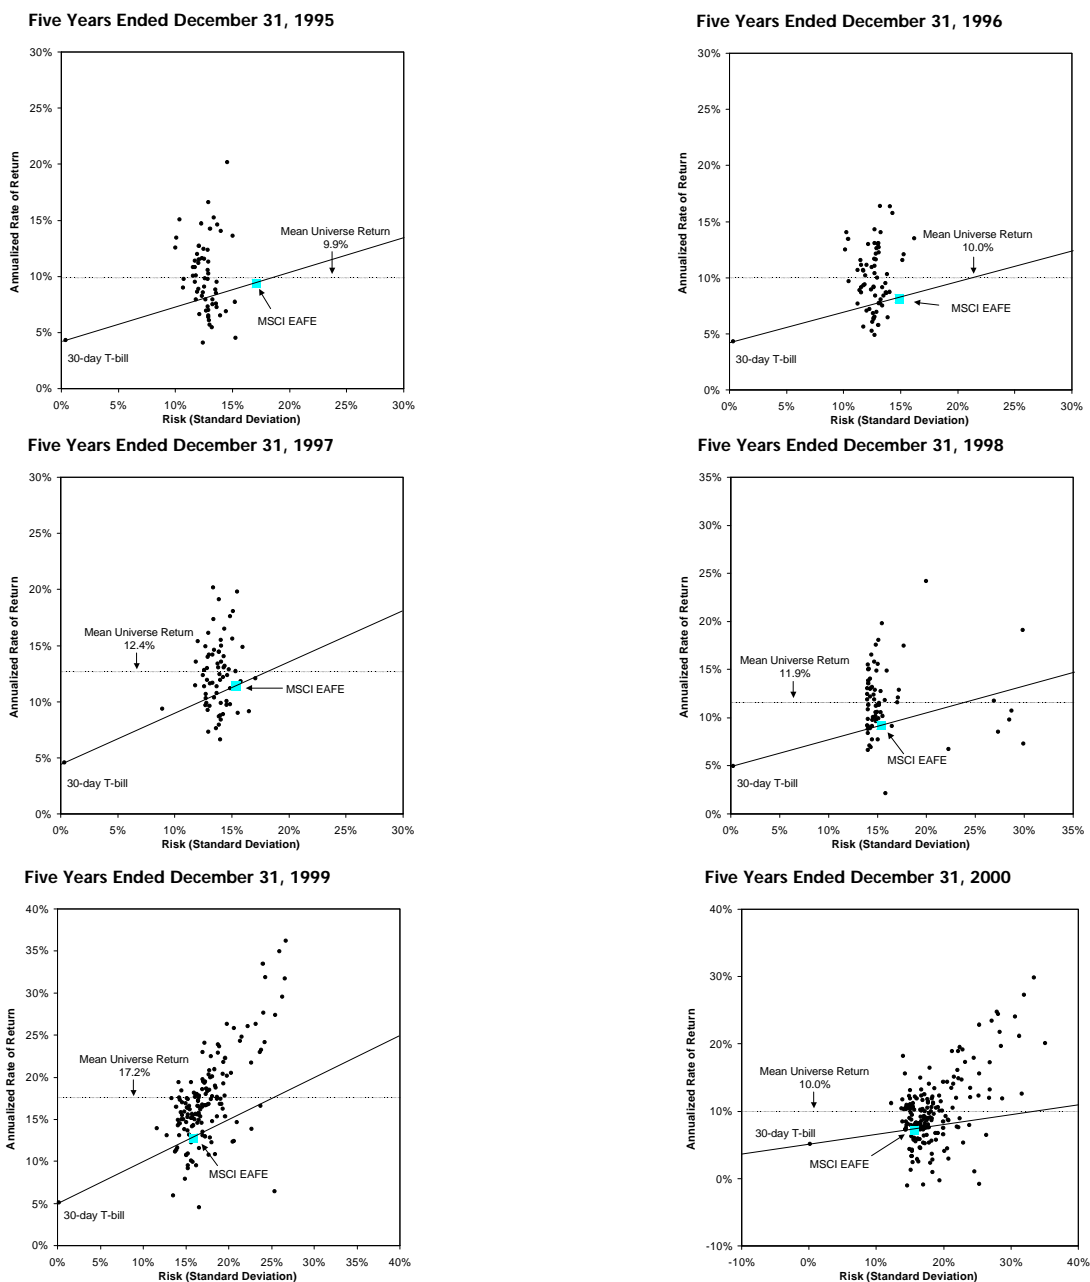 Five Years Ended December 31, 1995
30%
25%
20%
15%
10%
5%
0%
Annualized Rate of Return
Mean Universe Return
9.9%
MSCI EAFE
30-day T-bill
0% 5% 10% 15% 20% 25% 30%
Risk (Standard Deviation)
Five Years Ended December 31, 1996
30%
25%
20%
15%
10%
5%
0%
Annualized Rate of Return
Mean Universe Return
10.0%
MSCI EAFE
30-day T-bill
0% 5% 10% 15% 20% 25% 30%
Risk (Standard Deviation)
Five Years Ended December 31, 1997
30%
25%
20%
15%
10%
5%
0%
Annualized Rate of Return
Mean Universe Return
12.4%
MSCI EAFE
30-day T-bill
0% 5% 10% 15% 20% 25% 30%
Risk (Standard Deviation)
Five Years Ended December 31, 1998
35%
30%
25%
20%
15%
10%
5%
0%
Annualized Rate of Return
Mean Universe Return
11.9%
MSCI EAFE
30-day T-bill
0% 5% 10% 15% 20% 25% 30% 35%
Risk (Standard Deviation)
Five Years Ended December 31, 1999
40%
35%
30%
25%
20%
15%
10%
5%
0%
Annualized Rate of Return
Mean Universe Return
17.2%
MSCI EAFE
30-day T-bill
0% 5% 10% 15% 20% 25% 30% 35% 40%
Risk (Standard Deviation)
Five Years Ended December 31, 2000
40%
30%
20%
10%
0%
-10%
Annualized Rate of Return
Mean Universe Return
10.0%
30-day T-bill
MSCI EAFE
-10% 0% 10% 20% 30% 40%
Risk (Standard Deviation)